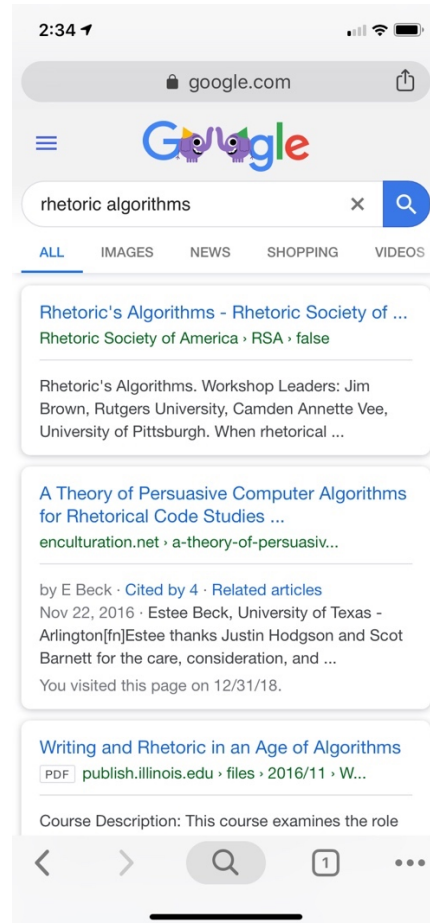 2:34
google.com
Google
rhetoric algorithms
ALL IMAGES NEWS SHOPPING VIDEOS
Rhetoric's Algorithms - Rhetoric Society of ...
Rhetoric Society of America › RSA › false
Rhetoric's Algorithms. Workshop Leaders: Jim
Brown, Rutgers University, Camden Annette Vee,
University of Pittsburgh. When rhetorical ...
A Theory of Persuasive Computer Algorithms
for Rhetorical Code Studies ...
enculturation.net › a-theory-of-persuasiv...
by E Beck · Cited by 4 · Related articles
Nov 22, 2016 · Estee Beck, University of Texas -
Arlington[fn]Estee thanks Justin Hodgson and Scot
Barnett for the care, consideration, and ...
You visited this page on 12/31/18.
Writing and Rhetoric in an Age of Algorithms
PDF publish.illinois.edu › files › 2016/11 › W...
Course Description: This course examines the role
1